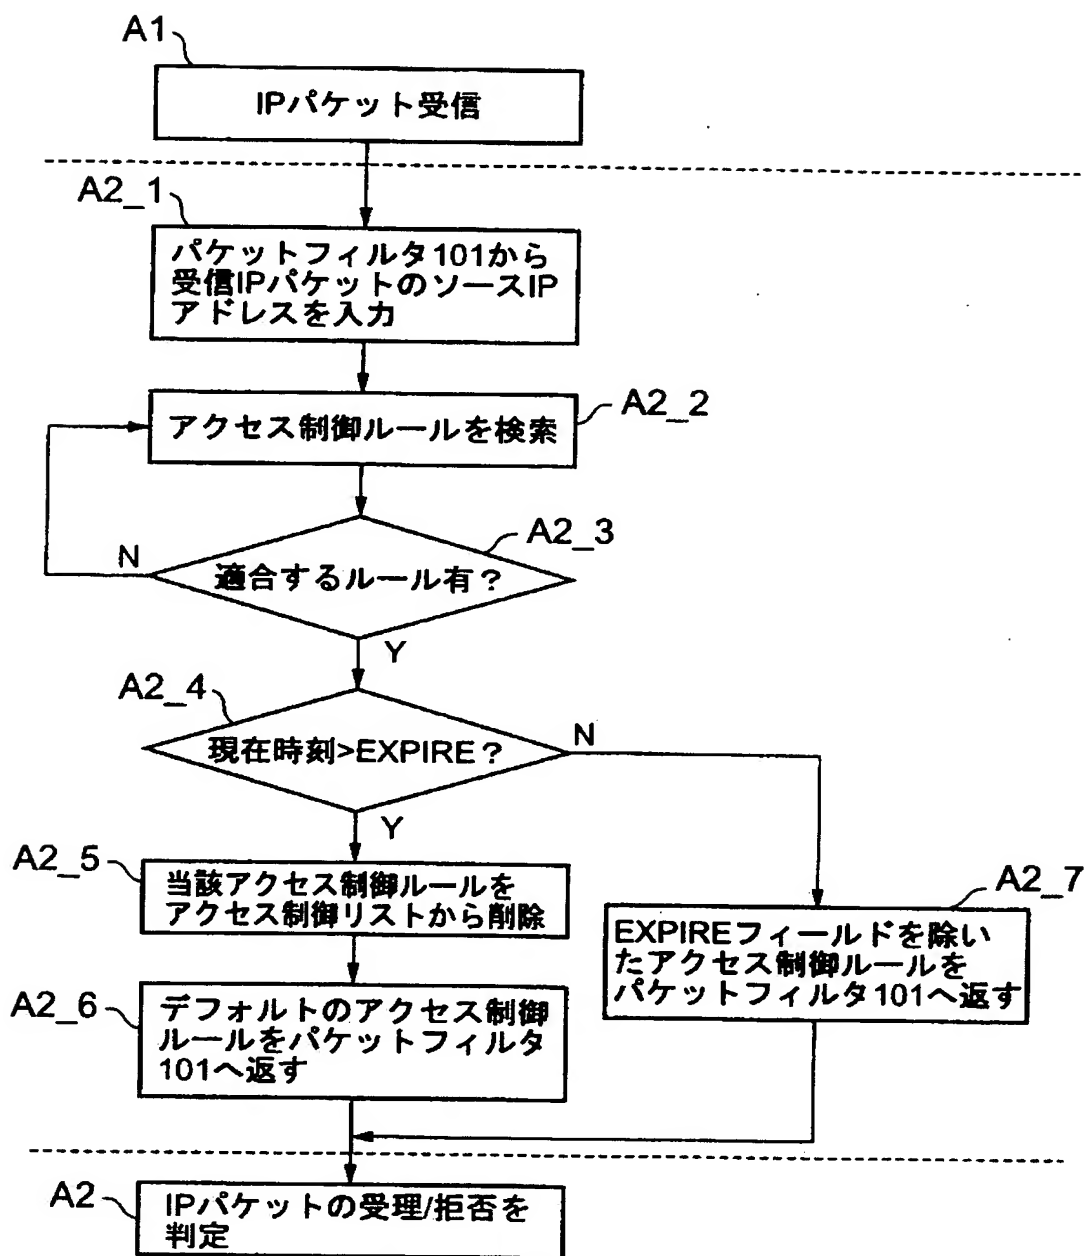 A1
IPパケット受信
A2_1
パケットフィルタ101から
受信IPパケットのソースIP
アドレスを入力
アクセス制御ルールを検索
A2_2
適合するルール有？
A2_3
N
Y
A2_4
現在時刻>EXPIRE？
N
Y
A2_5
当該アクセス制御ルールを
アクセス制御リストから削除
A2_7
EXPIREフィールドを除い
たアクセス制御ルールを
パケットフィルタ101へ返す
A2_6
デフォルトのアクセス制御
ルールをパケットフィルタ
101へ返す
A2
IPパケットの受理/拒否を
判定